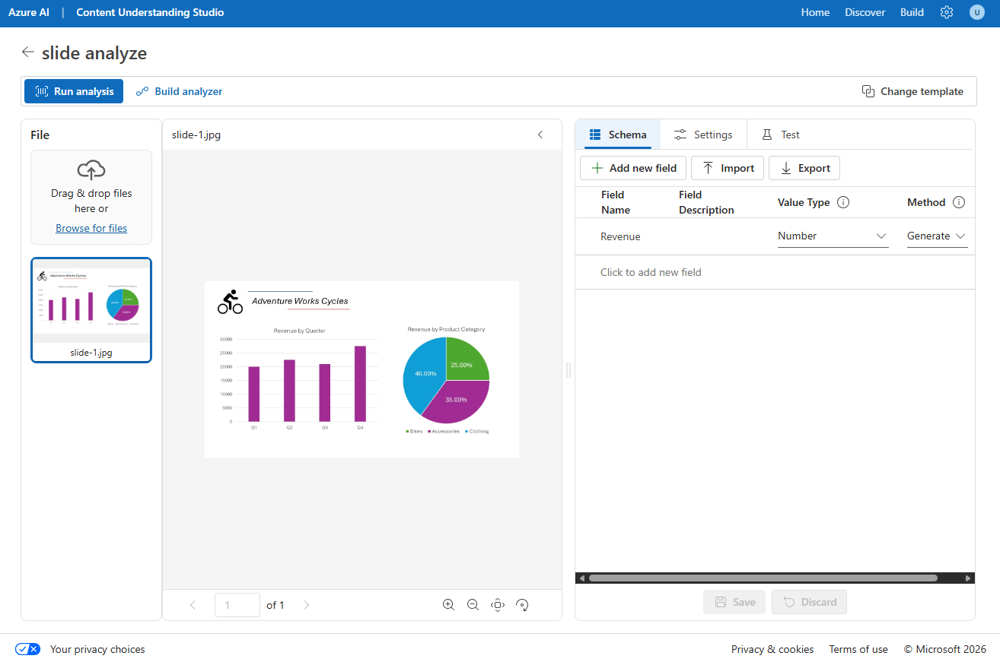 Azure AI | Content Understanding Studio
Home Discover Build U
slide analyze
Run analysis Build analyzer Change template
File
Drag & drop files
here or
Browse for files
Adventure Works Cycles
slide-1.jpg
slide-1.jpg
Adventure Works Cycles
Revenue by Quarter
30000
25000
20000
15000
10000
5000
0
Q1 Q2 Q3 Q4
Revenue by Product Category
25.00%
40.00%
35.00%
Bikes Accessories Clothing
1 of 1
Schema Settings Test
Add new field Import Export
Field
Name
Field
Description
Value Type
Method
Revenue Number Generate
Click to add new field
Save Discard
Your privacy choices
Privacy & cookies Terms of use © Microsoft 2026